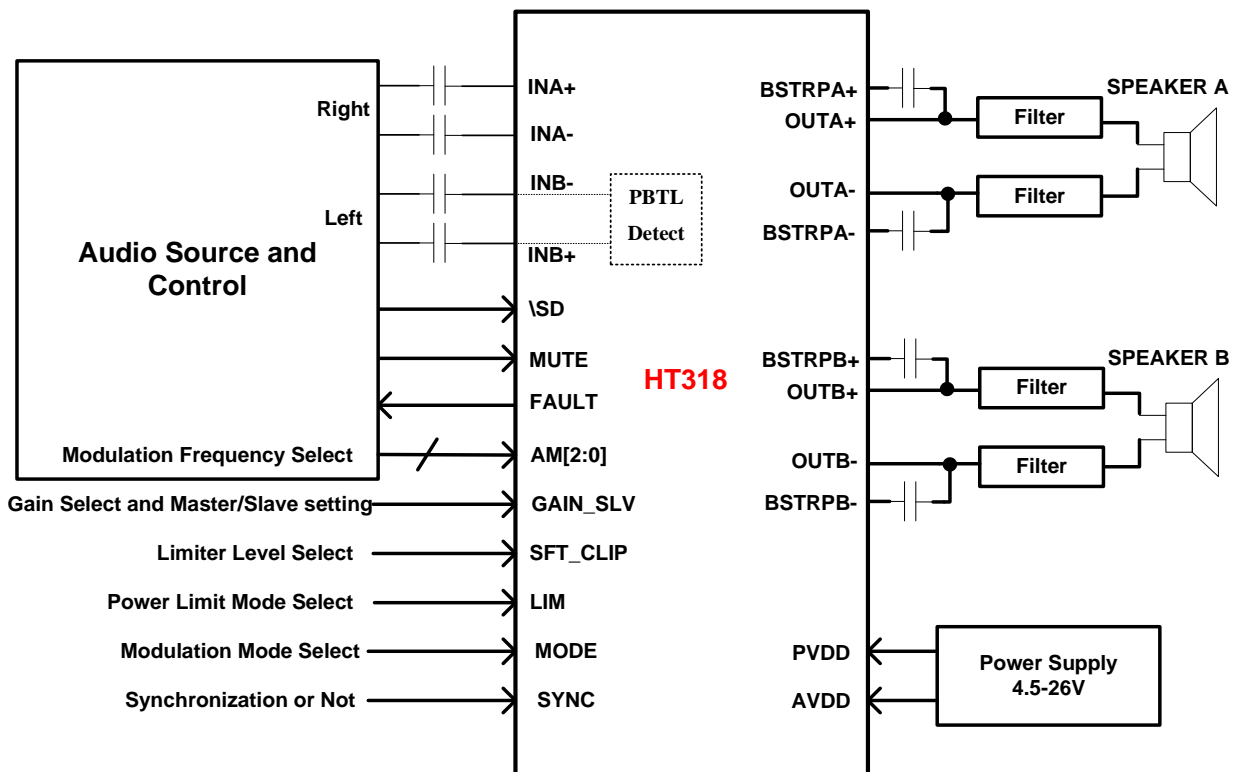 Audio Source and
Control
Right
Left
Modulation Frequency Select
Gain Select and Master/Slave setting
Limiter Level Select
Power Limit Mode Select
Modulation Mode Select
Synchronization or Not
INA+
INA-
INB-
INB+
PBTL
Detect
\SD
MUTE
FAULT
AM[2:0]
GAIN_SLV
SFT_CLIP
LIM
MODE
SYNC
HT318
BSTRPA+
OUTA+
OUTA-
BSTRPA-
BSTRPB+
OUTB+
OUTB-
BSTRPB-
PVDD
AVDD
Filter
Filter
SPEAKER A
Filter
Filter
SPEAKER B
Power Supply
4.5-26V